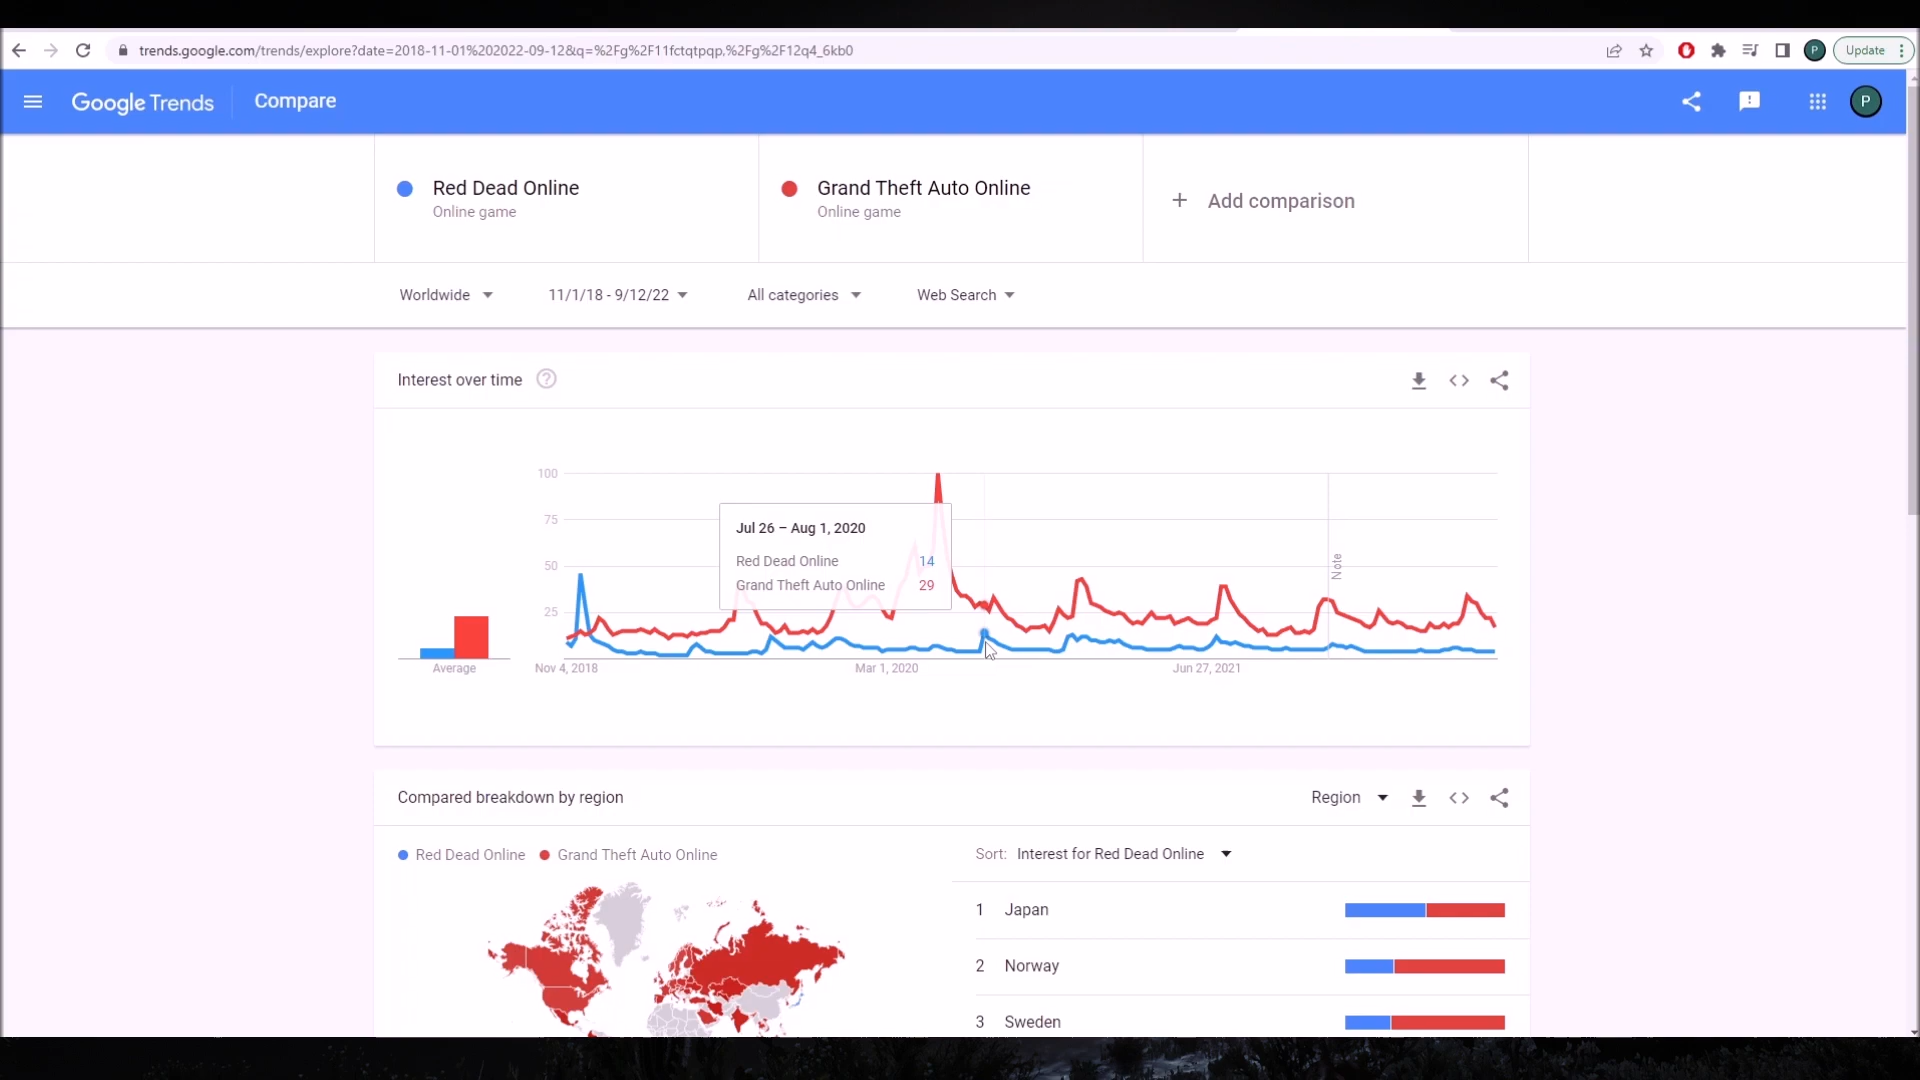 trends.google.com/trends/explore?date=2018-11-01%202022-09-12&q=%2Fg%2F11fctqtpqp,%2Fg%2F12q4_6kb0
P
Update
Google Trends
Compare
P
Red Dead Online
Online game
Grand Theft Auto Online
Online game
+ Add comparison
Worldwide
11/1/18 - 9/12/22
All categories
Web Search
Interest over time
100
75
50
25
Jul 26 – Aug 1, 2020
Red Dead Online 14
Grand Theft Auto Online 29
Note
Average
Nov 4, 2018
Mar 1, 2020
Jun 27, 2021
Compared breakdown by region
Region
Red Dead Online
Grand Theft Auto Online
Sort: Interest for Red Dead Online
1 Japan
2 Norway
3 Sweden